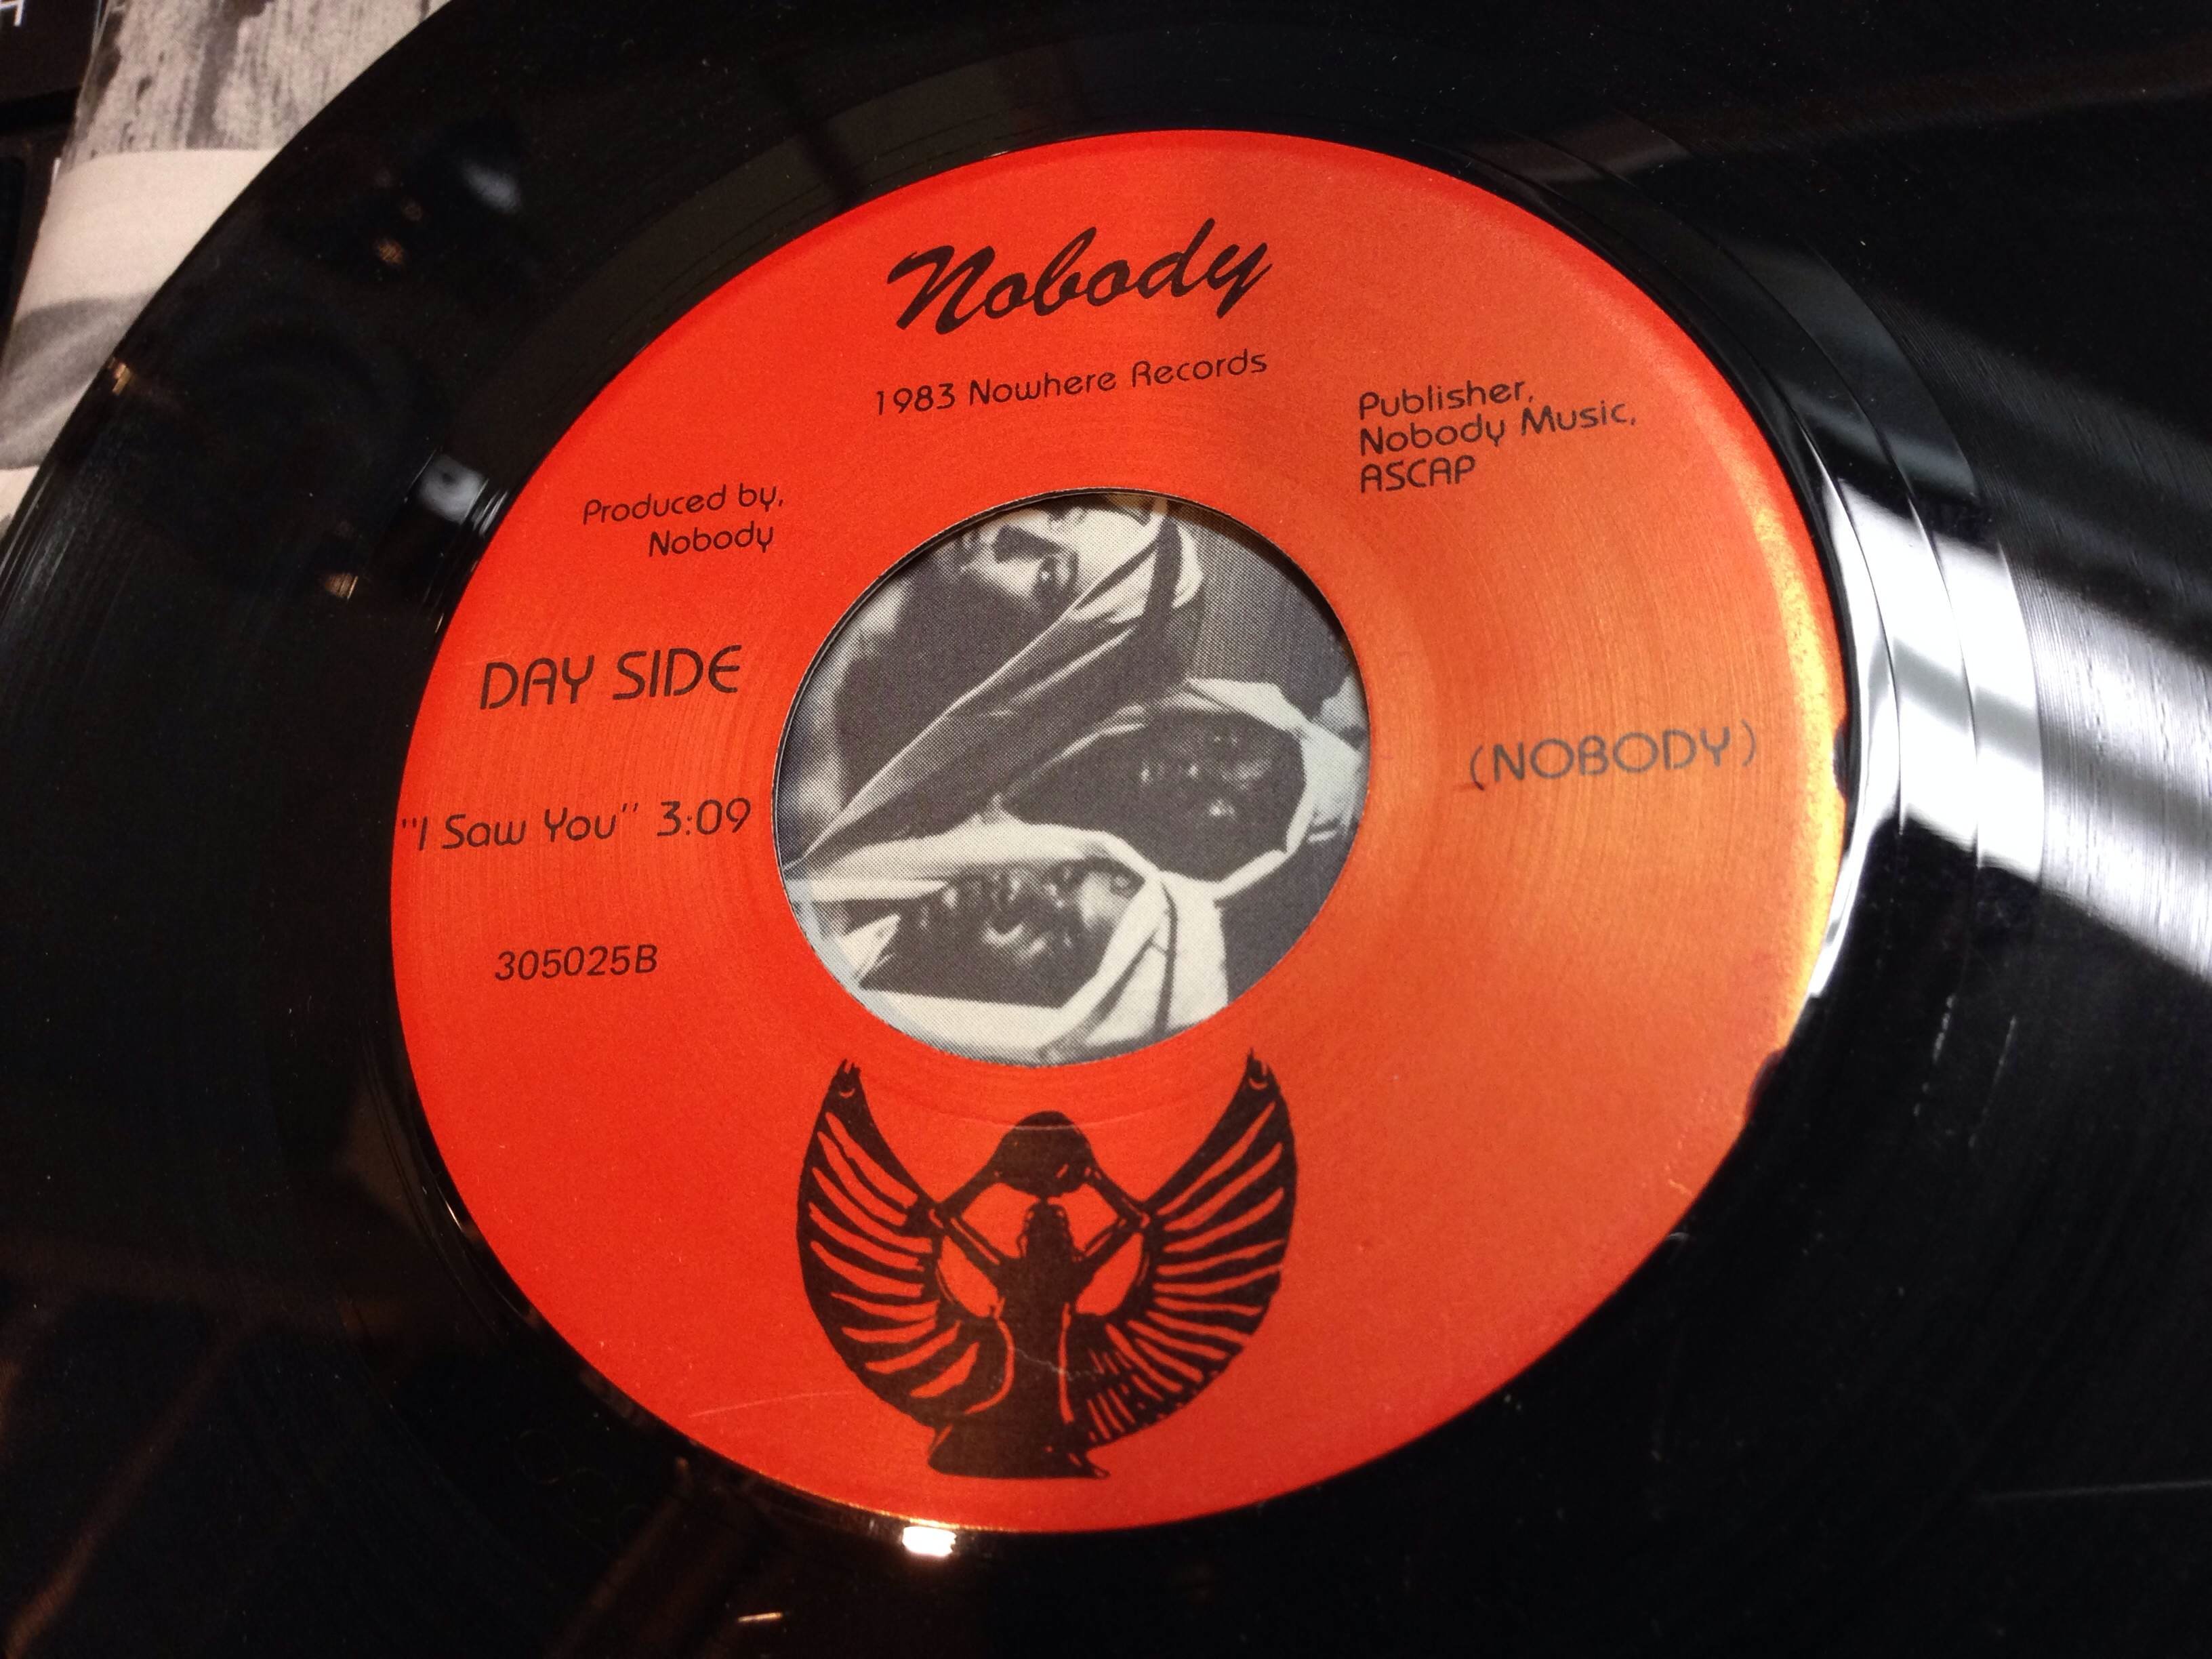 Nobody
1983 Nowhere Records
Publisher,
Nobody Music,
ASCAP
Produced by,
Nobody
DAY SIDE
(NOBODY)
"I Saw You" 3:09
305025B